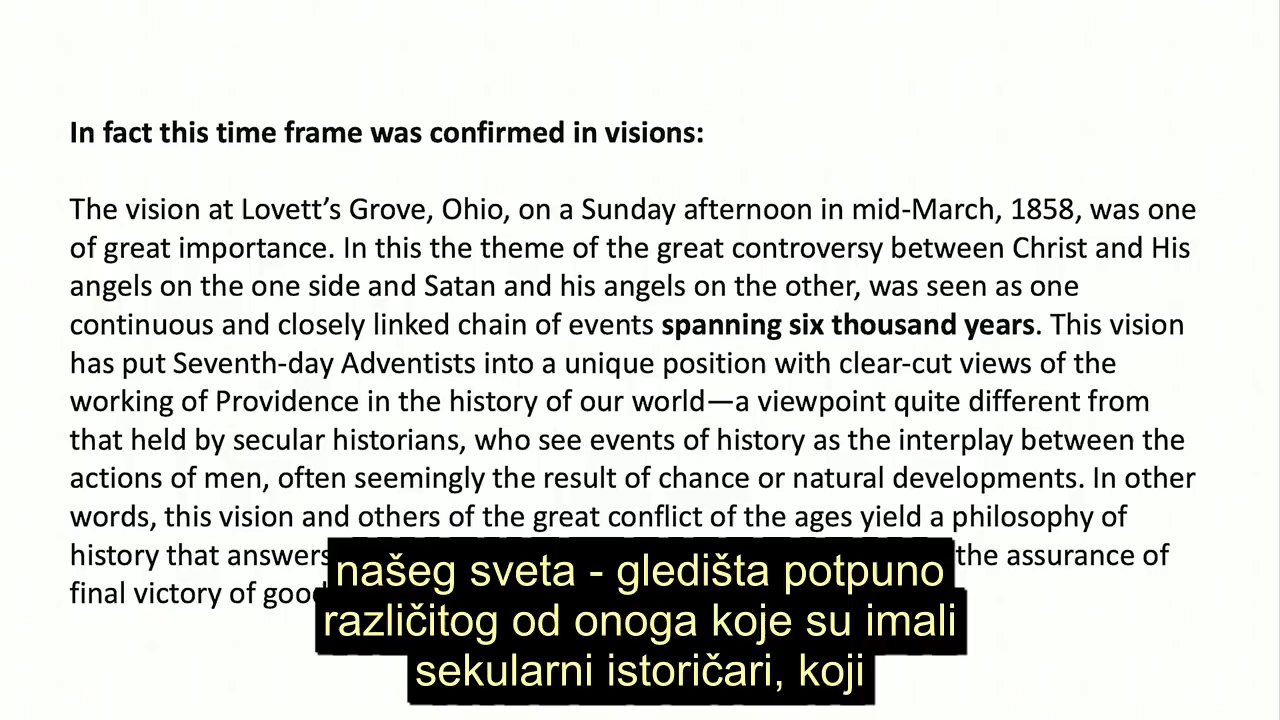 In fact this time frame was confirmed in visions:
The vision at Lovett’s Grove, Ohio, on a Sunday afternoon in mid-March, 1858, was one
of great importance. In this the theme of the great controversy between Christ and His
angels on the one side and Satan and his angels on the other, was seen as one
continuous and closely linked chain of events spanning six thousand years. This vision
has put Seventh-day Adventists into a unique position with clear-cut views of the
working of Providence in the history of our world—a viewpoint quite different from
that held by secular historians, who see events of history as the interplay between the
actions of men, often seemingly the result of chance or natural developments. In other
words, this vision and others of the great conflict of the ages yield a philosophy of
history that answers the assurance of
final victory of good
našeg sveta - gledišta potpuno
različitog od onoga koje su imali
sekularni istoričari, koji